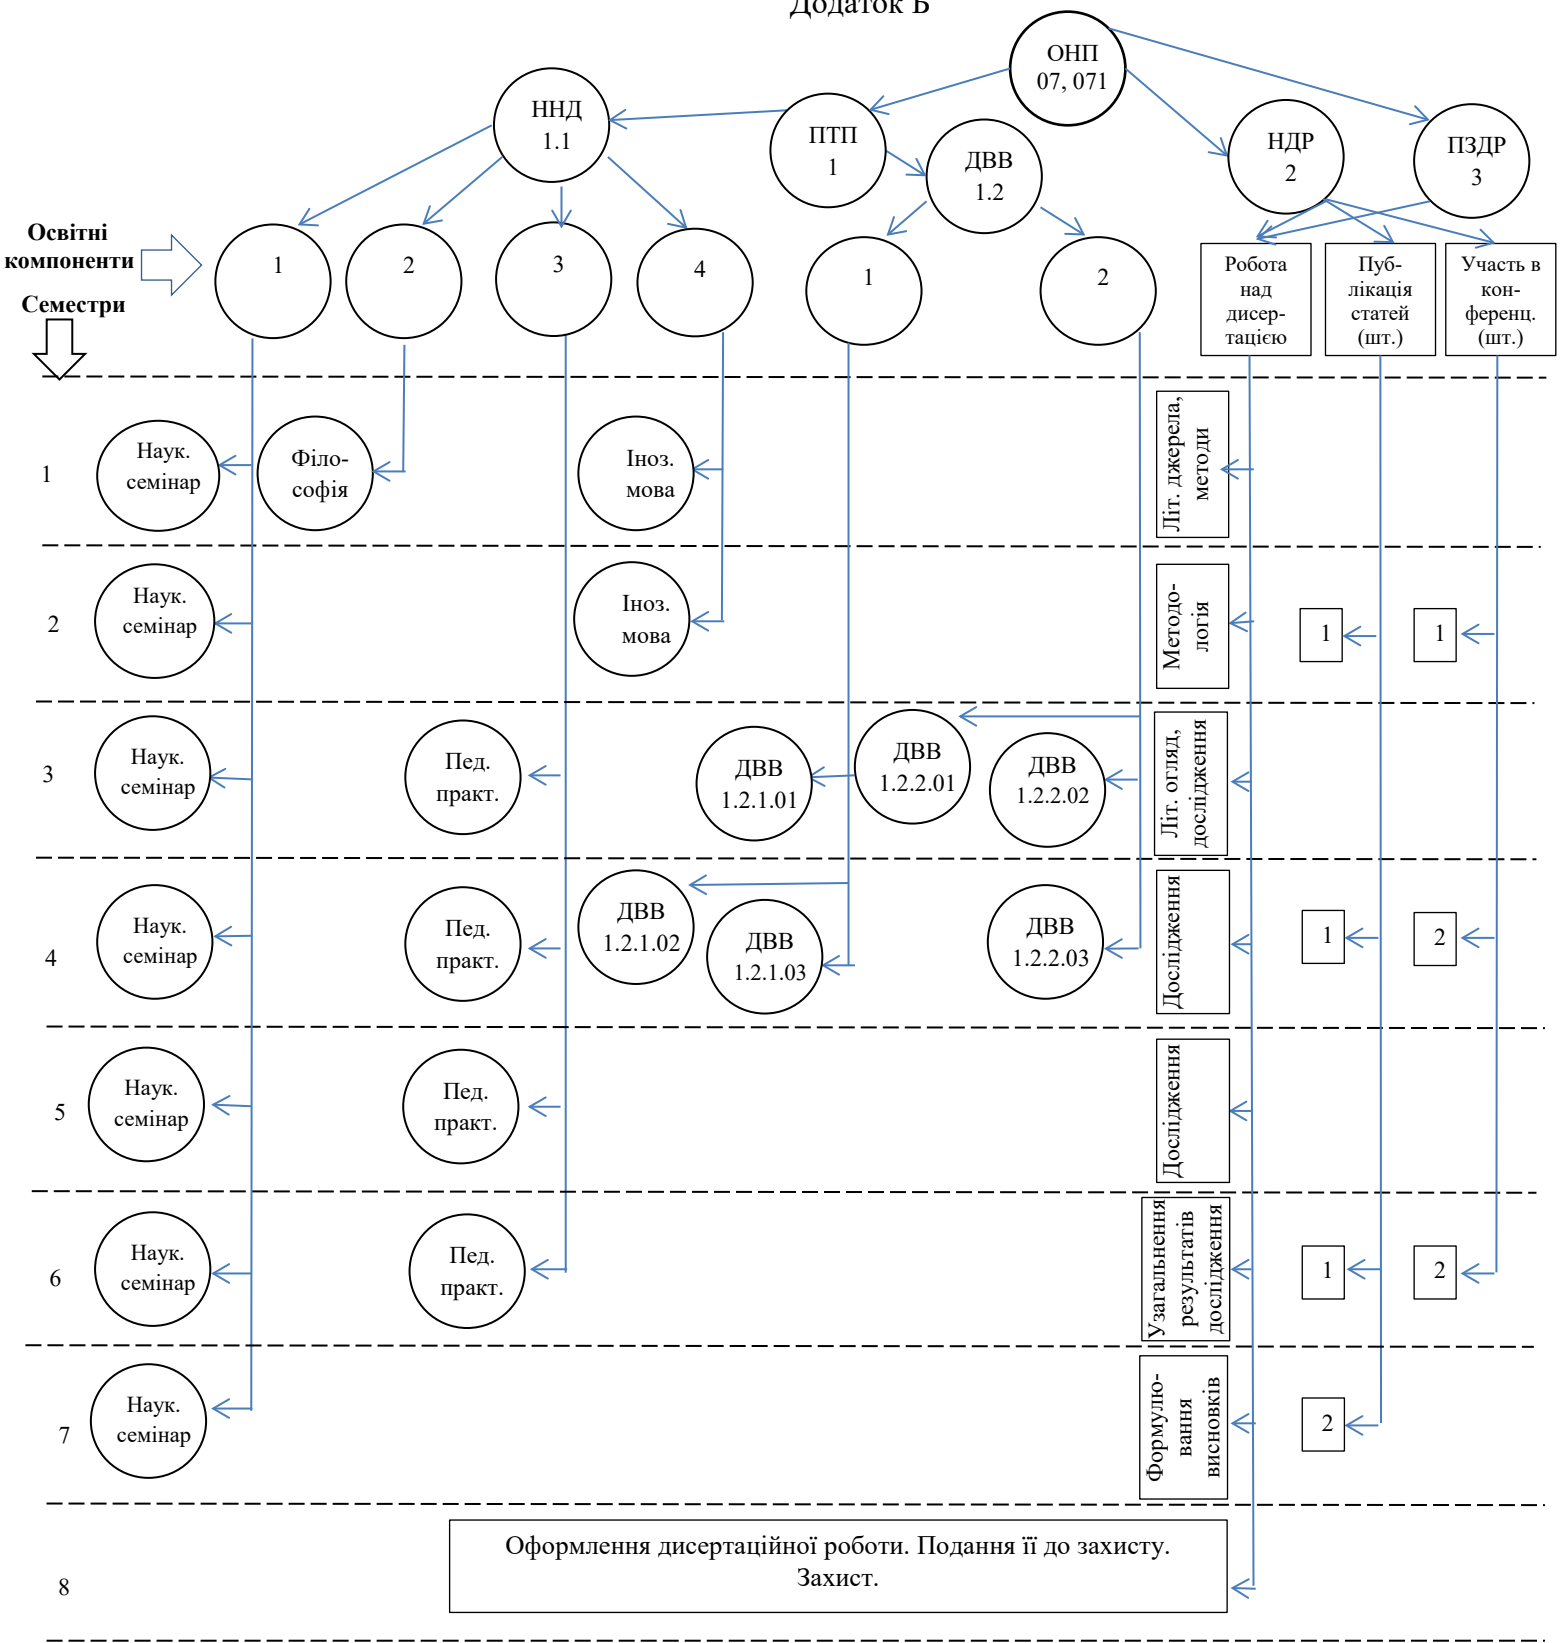 Додаток Б
ОНП
07, 071
ННД
1.1
ПТП
1
ДВВ
1.2
НДР
2
ПЗДР
3
Освітні
компоненти
Семестри
1
2
3
4
1
2
Робота
над
дисер-
тацією
Пуб-
лікація
статей
(шт.)
Участь в
кон-
ференц.
(шт.)
1
Наук.
семінар
Філо-
софія
Іноз.
мова
Літ. джерела,
методи
2
Наук.
семінар
Іноз.
мова
Методо-
логія
1
1
3
Наук.
семінар
Пед.
практ.
ДВВ
1.2.1.01
ДВВ
1.2.2.01
ДВВ
1.2.2.02
Літ. огляд,
дослідження
4
Наук.
семінар
Пед.
практ.
ДВВ
1.2.1.02
ДВВ
1.2.1.03
ДВВ
1.2.2.03
Дослідження
1
2
5
Наук.
семінар
Пед.
практ.
Дослідження
6
Наук.
семінар
Пед.
практ.
Узагальнення
результатів
дослідження
1
2
7
Наук.
семінар
Формулю-
вання
висновків
2
8
Оформлення дисертаційної роботи. Подання її до захисту.
Захист.